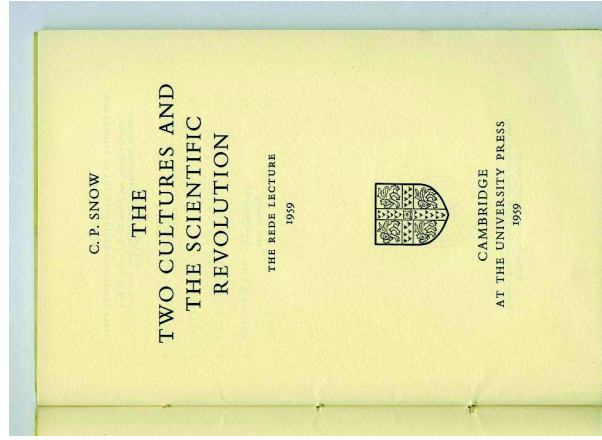 C. P. SNOW
THE
TWO CULTURES AND
THE SCIENTIFIC
REVOLUTION
THE REDE LECTURE
1959
CAMBRIDGE
AT THE UNIVERSITY PRESS
1959